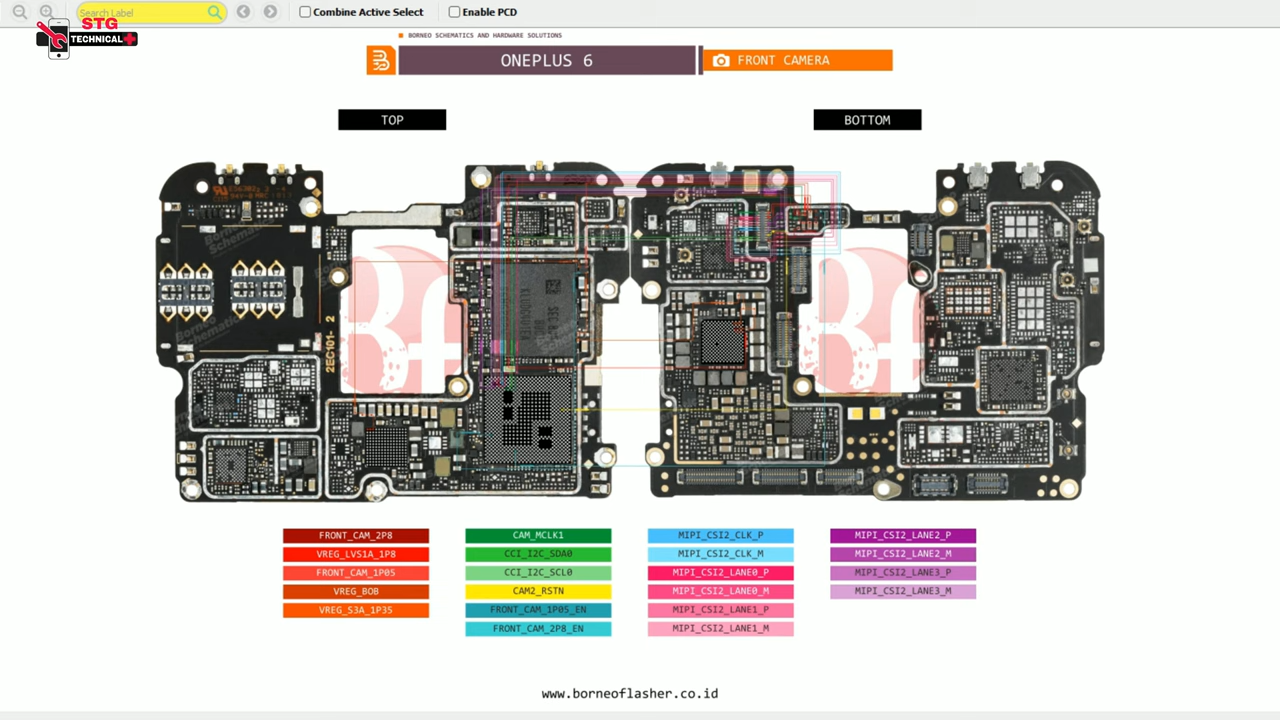 Search Label
Combine Active Select
Enable PCD
STG
TECHNICAL
BORNEO SCHEMATICS AND HARDWARE SOLUTIONS
ONEPLUS 6
FRONT CAMERA
TOP
BOTTOM
2EC101- 2
FRONT_CAM_2P8
CAM_MCLK1
MIPI_CSI2_CLK_P
MIPI_CSI2_LANE2_P
VREG_LVS1A_1P8
CCI_I2C_SDA0
MIPI_CSI2_CLK_M
MIPI_CSI2_LANE2_M
FRONT_CAM_1P05
CCI_I2C_SCL0
MIPI_CSI2_LANE0_P
MIPI_CSI2_LANE3_P
VREG_BOB
CAM2_RSTN
MIPI_CSI2_LANE0_M
MIPI_CSI2_LANE3_M
VREG_S3A_1P35
FRONT_CAM_1P05_EN
MIPI_CSI2_LANE1_P
FRONT_CAM_2P8_EN
MIPI_CSI2_LANE1_M
www.borneoflasher.co.id